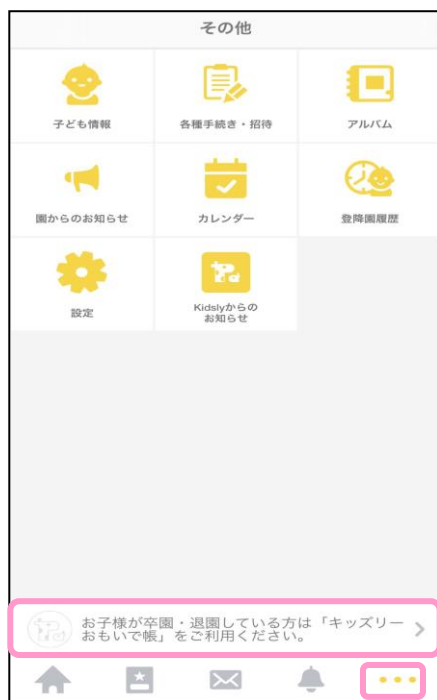 その他
子ども情報
各種手続き・招待
アルバム
園からのお知らせ
カレンダー
登降園履歴
設定
Kidslyからの
お知らせ
お子様が卒園・退園している方は「キッズリー
おもいで帳」をご利用ください。